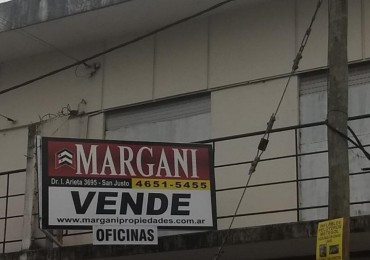 MARGANI
Dr. I. Arieta 3695 - San Justo 4651-5455
VENDE
www.marganipropiedades.com.ar
OFICINAS